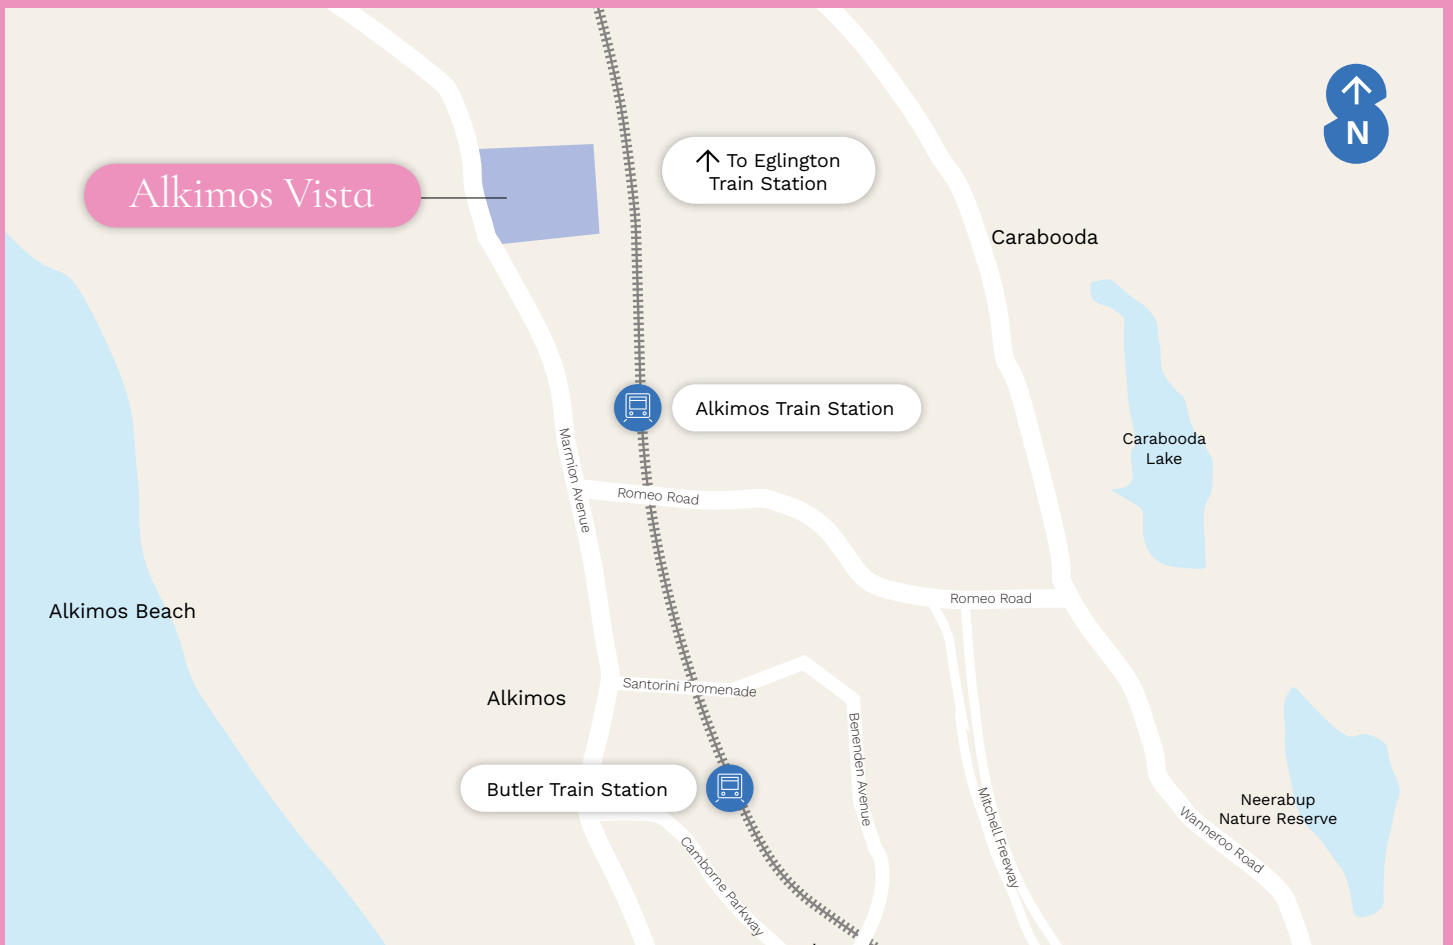 N
To Eglington
Train Station
Alkimos Vista
Carabooda
Alkimos Train Station
Marmion Avenue
Carabooda
Lake
Romeo Road
Romeo Road
Alkimos Beach
Santorini Promenade
Alkimos
Benenden Avenue
Butler Train Station
Mitchell Freeway
Neerabup
Nature Reserve
Wanneroo Road
Camborne Parkway